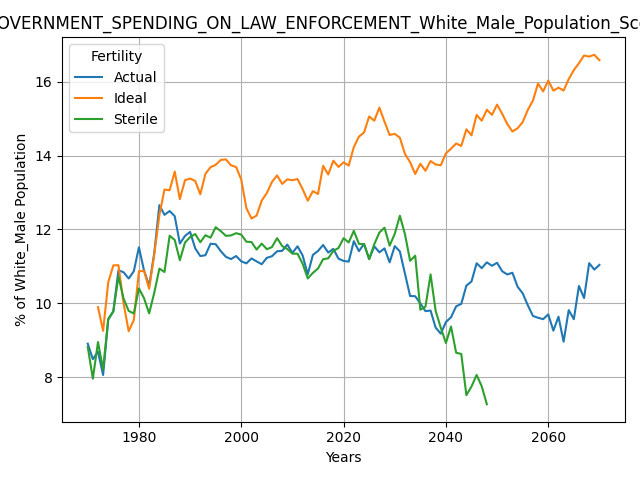 OVERNMENT_SPENDING_ON_LAW_ENFORCEMENT_White_Male_Population_Sc
Fertility
Actual
Ideal
Sterile
% of White_Male Population
16
14
12
10
8
1980 2000 2020 2040 2060
Years